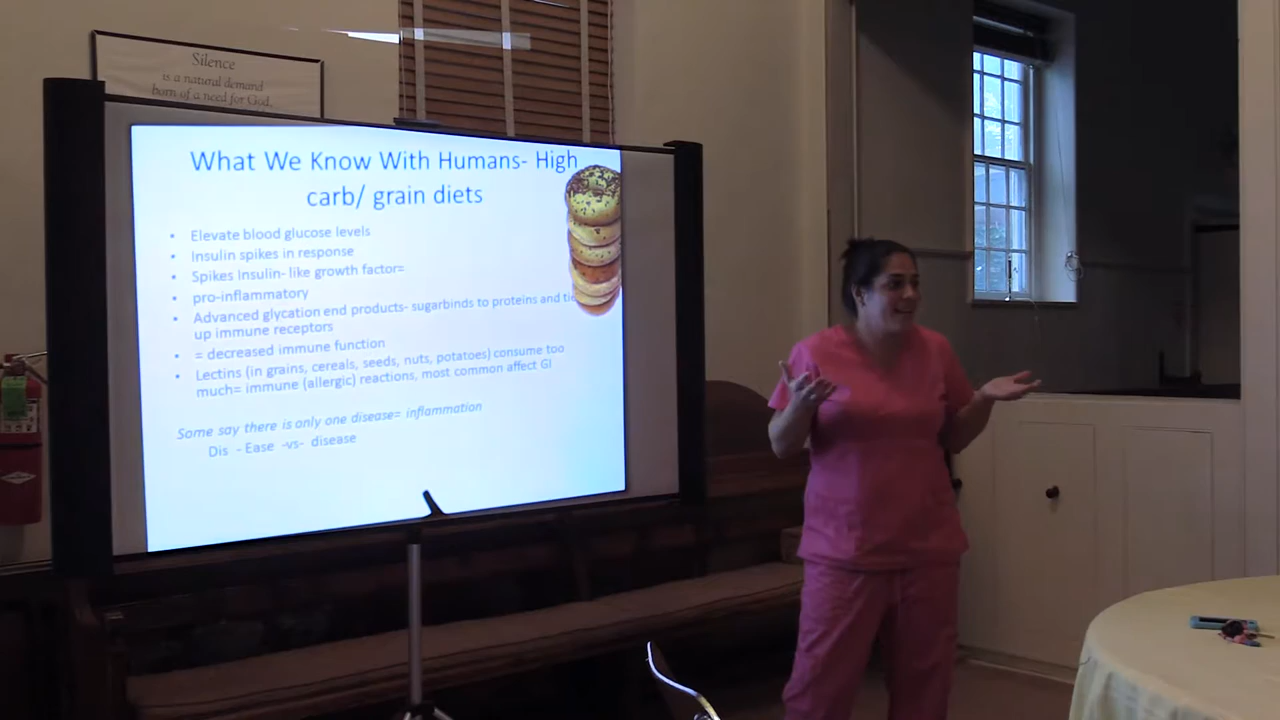 Silence
is a natural demand
born of a need for God.
What We Know With Humans- High
carb/ grain diets
• Elevate blood glucose levels
• Insulin spikes in response
• Spikes Insulin- like growth factor=
• pro-inflammatory
• Advanced glycation end products- sugarbinds to proteins and tie
up immune receptors
• = decreased immune function
• Lectins (in grains, cereals, seeds, nuts, potatoes) consume too
much= immune (allergic) reactions, most common affect GI
Some say there is only one disease= inflammation
Dis - Ease -vs- disease